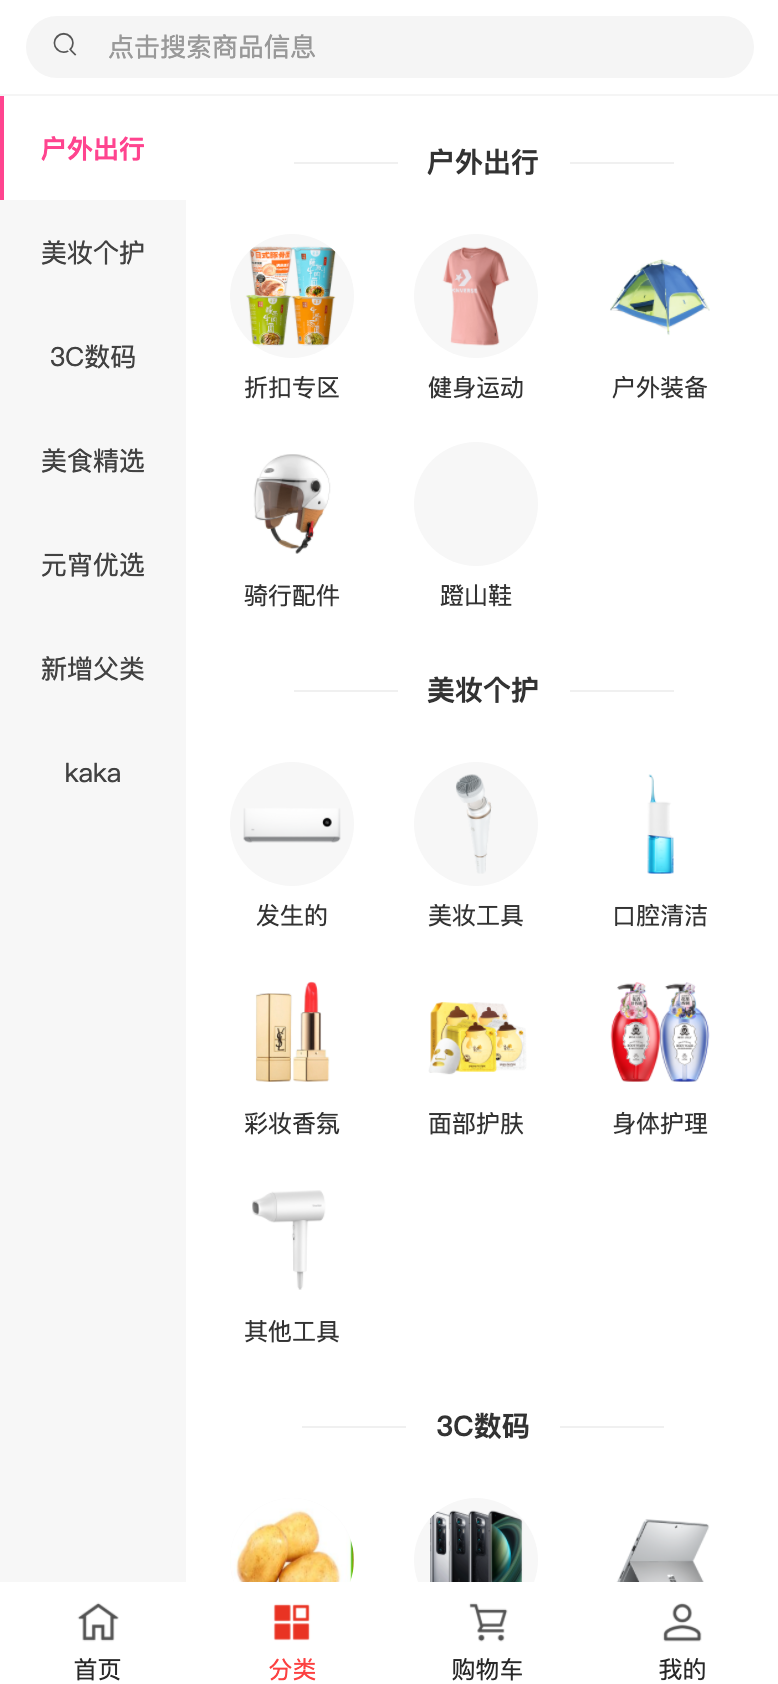 点击搜索商品信息
户外出行
美妆个护
3C数码
美食精选
元宵优选
新增父类
kaka
户外出行
折扣专区
健身运动
户外装备
骑行配件
蹬山鞋
美妆个护
发生的
美妆工具
口腔清洁
彩妆香氛
面部护肤
身体护理
其他工具
3C数码
首页
分类
购物车
我的